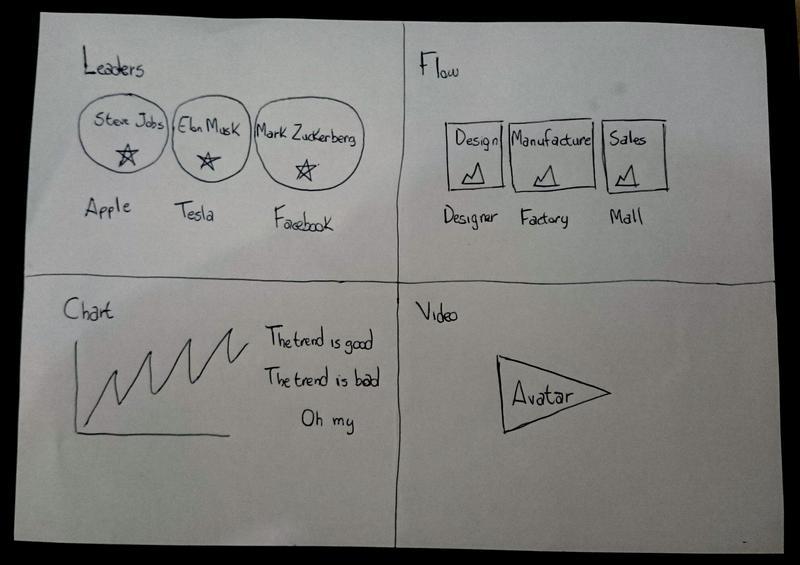 Leaders
Steve Jobs Elon Musk Mark Zuckerberg
Apple Tesla Facebook
Flow
Design Manufacture Sales
Designer Factory Mall
Chart
The trend is good
The trend is bad
Oh my
Video
Avatar